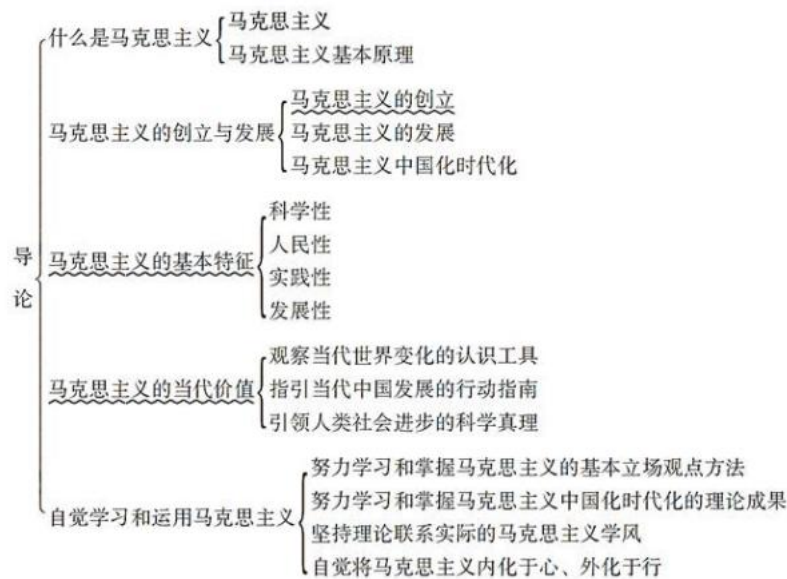 导论
什么是马克思主义
马克思主义
马克思主义基本原理
马克思主义的创立与发展
马克思主义的创立
马克思主义的发展
马克思主义中国化时代化
马克思主义的基本特征
科学性
人民性
实践性
发展性
马克思主义的当代价值
观察当代世界变化的认识工具
指引当代中国发展的行动指南
引领人类社会进步的科学真理
自觉学习和运用马克思主义
努力学习和掌握马克思主义的基本立场观点方法
努力学习和掌握马克思主义中国化时代化的理论成果
坚持理论联系实际的马克思主义学风
自觉将马克思主义内化于心、外化于行